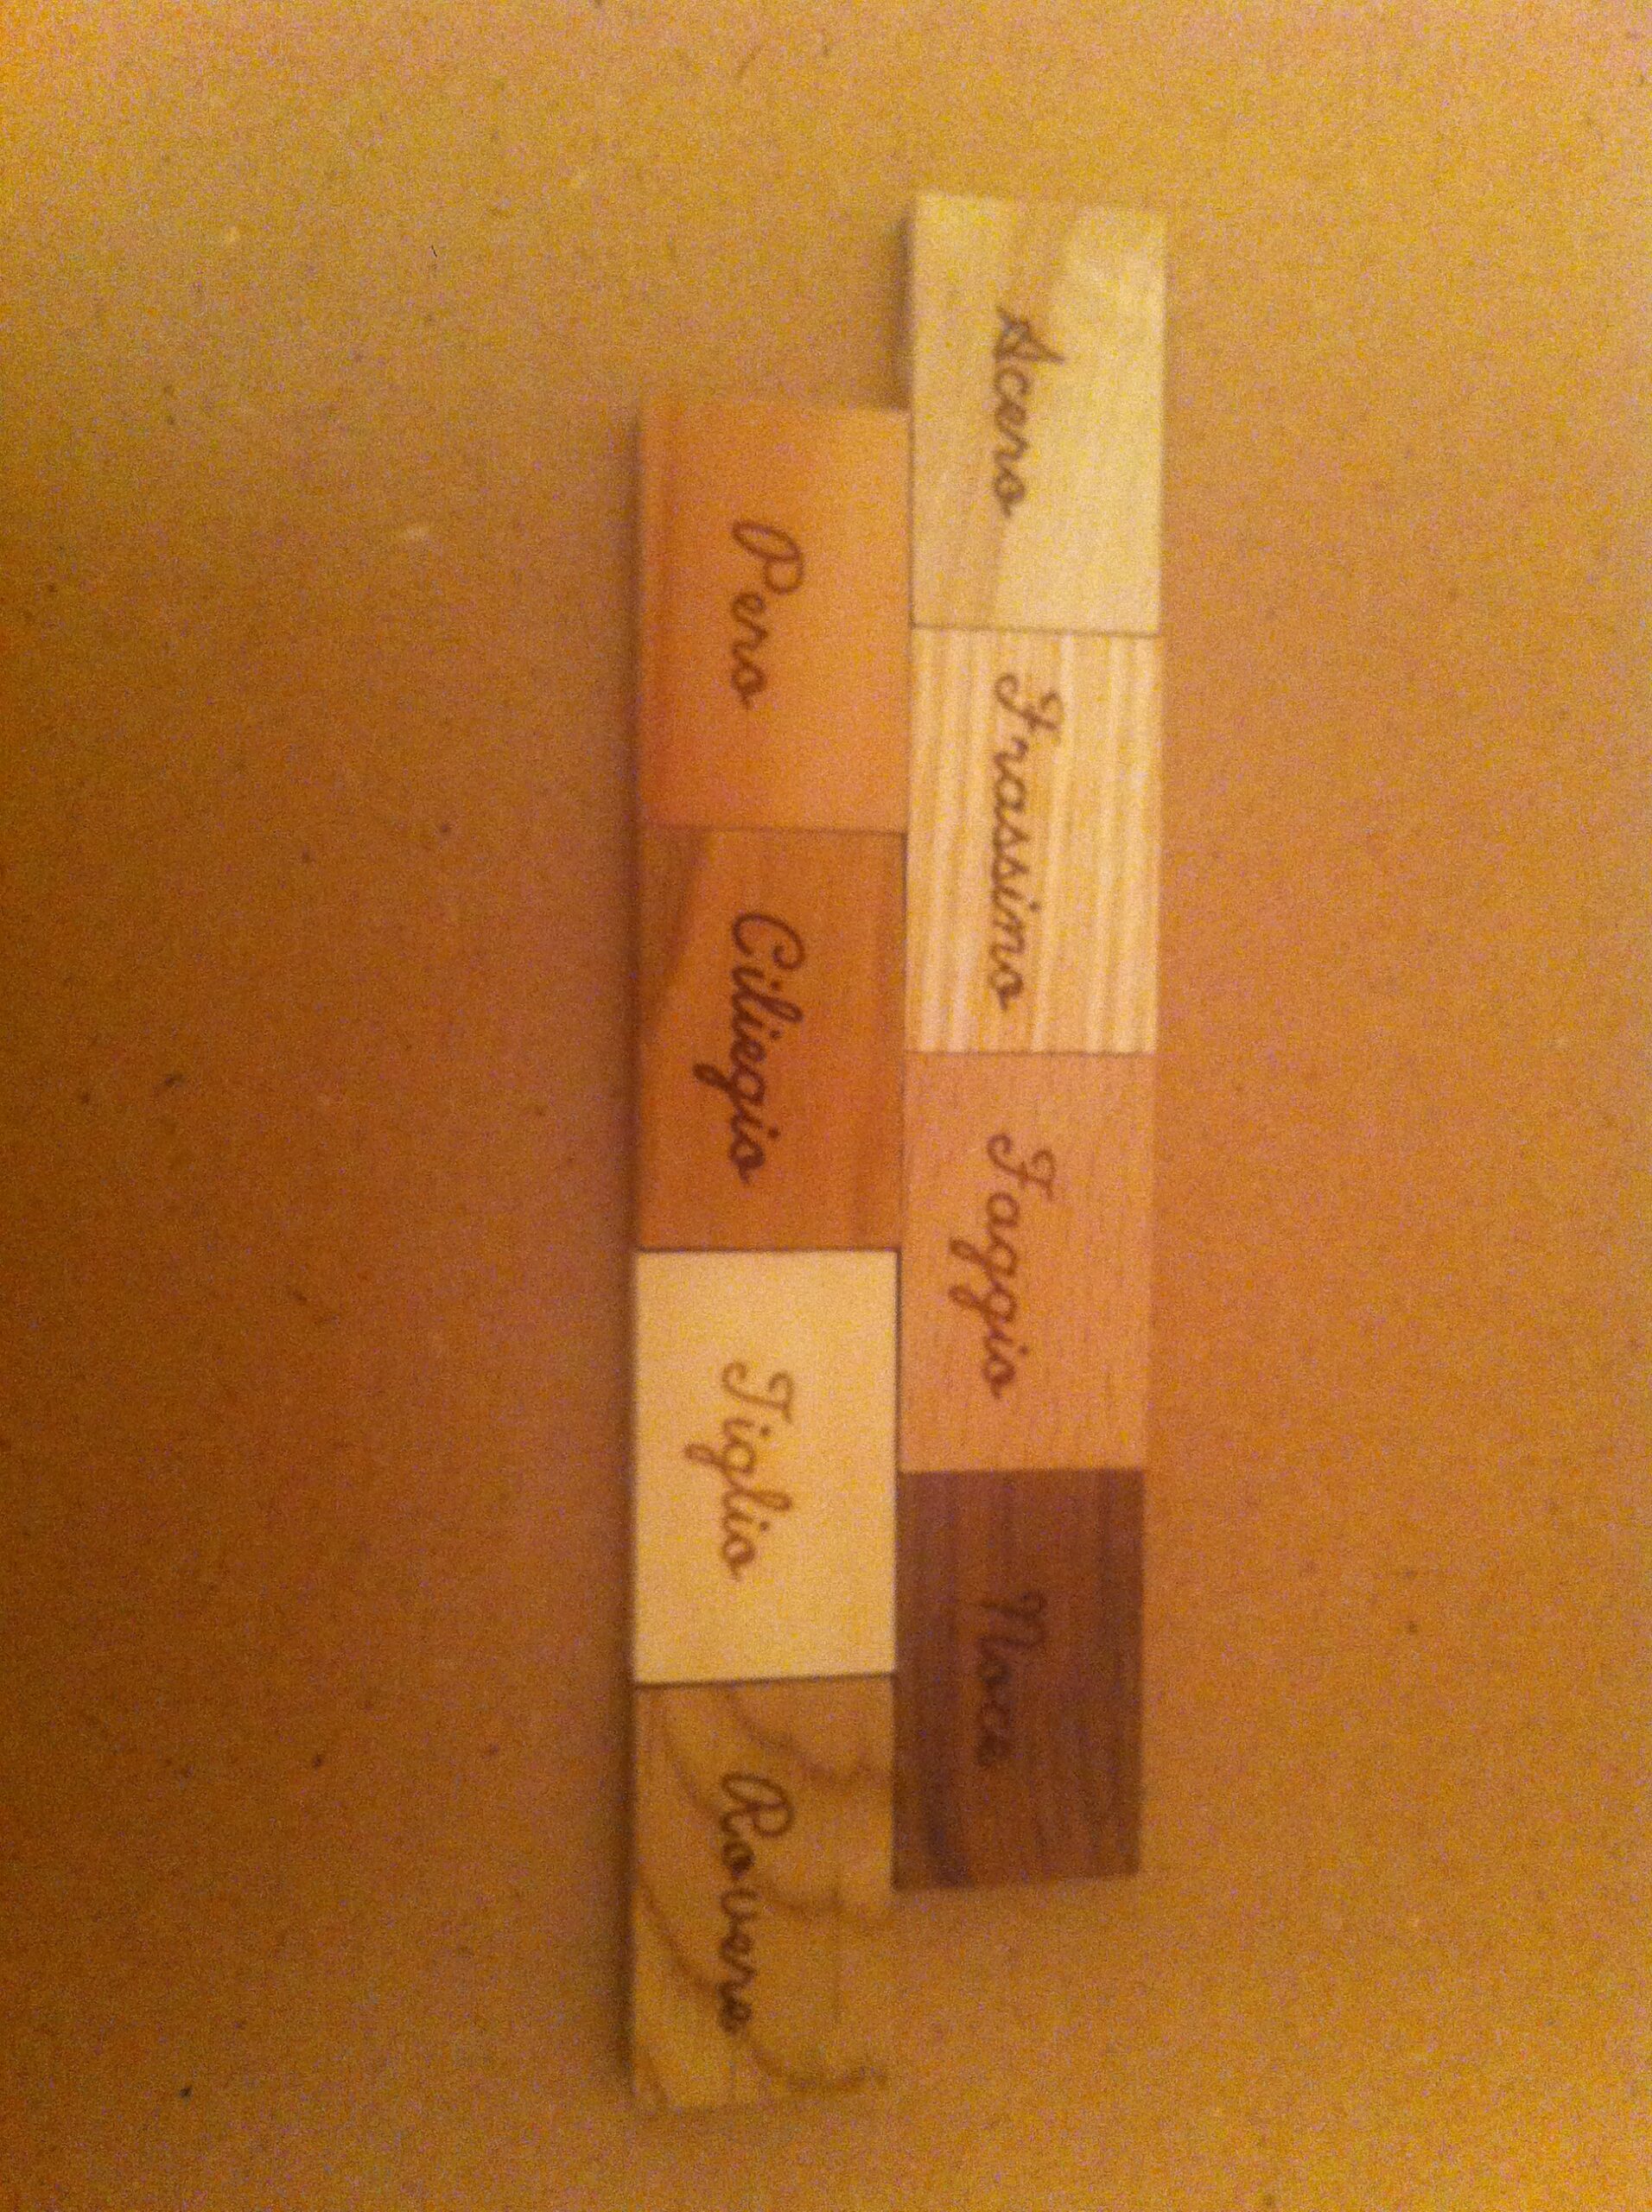 Acero Frassino Faggio Noce
Pero Ciliegio Tiglio Rovere